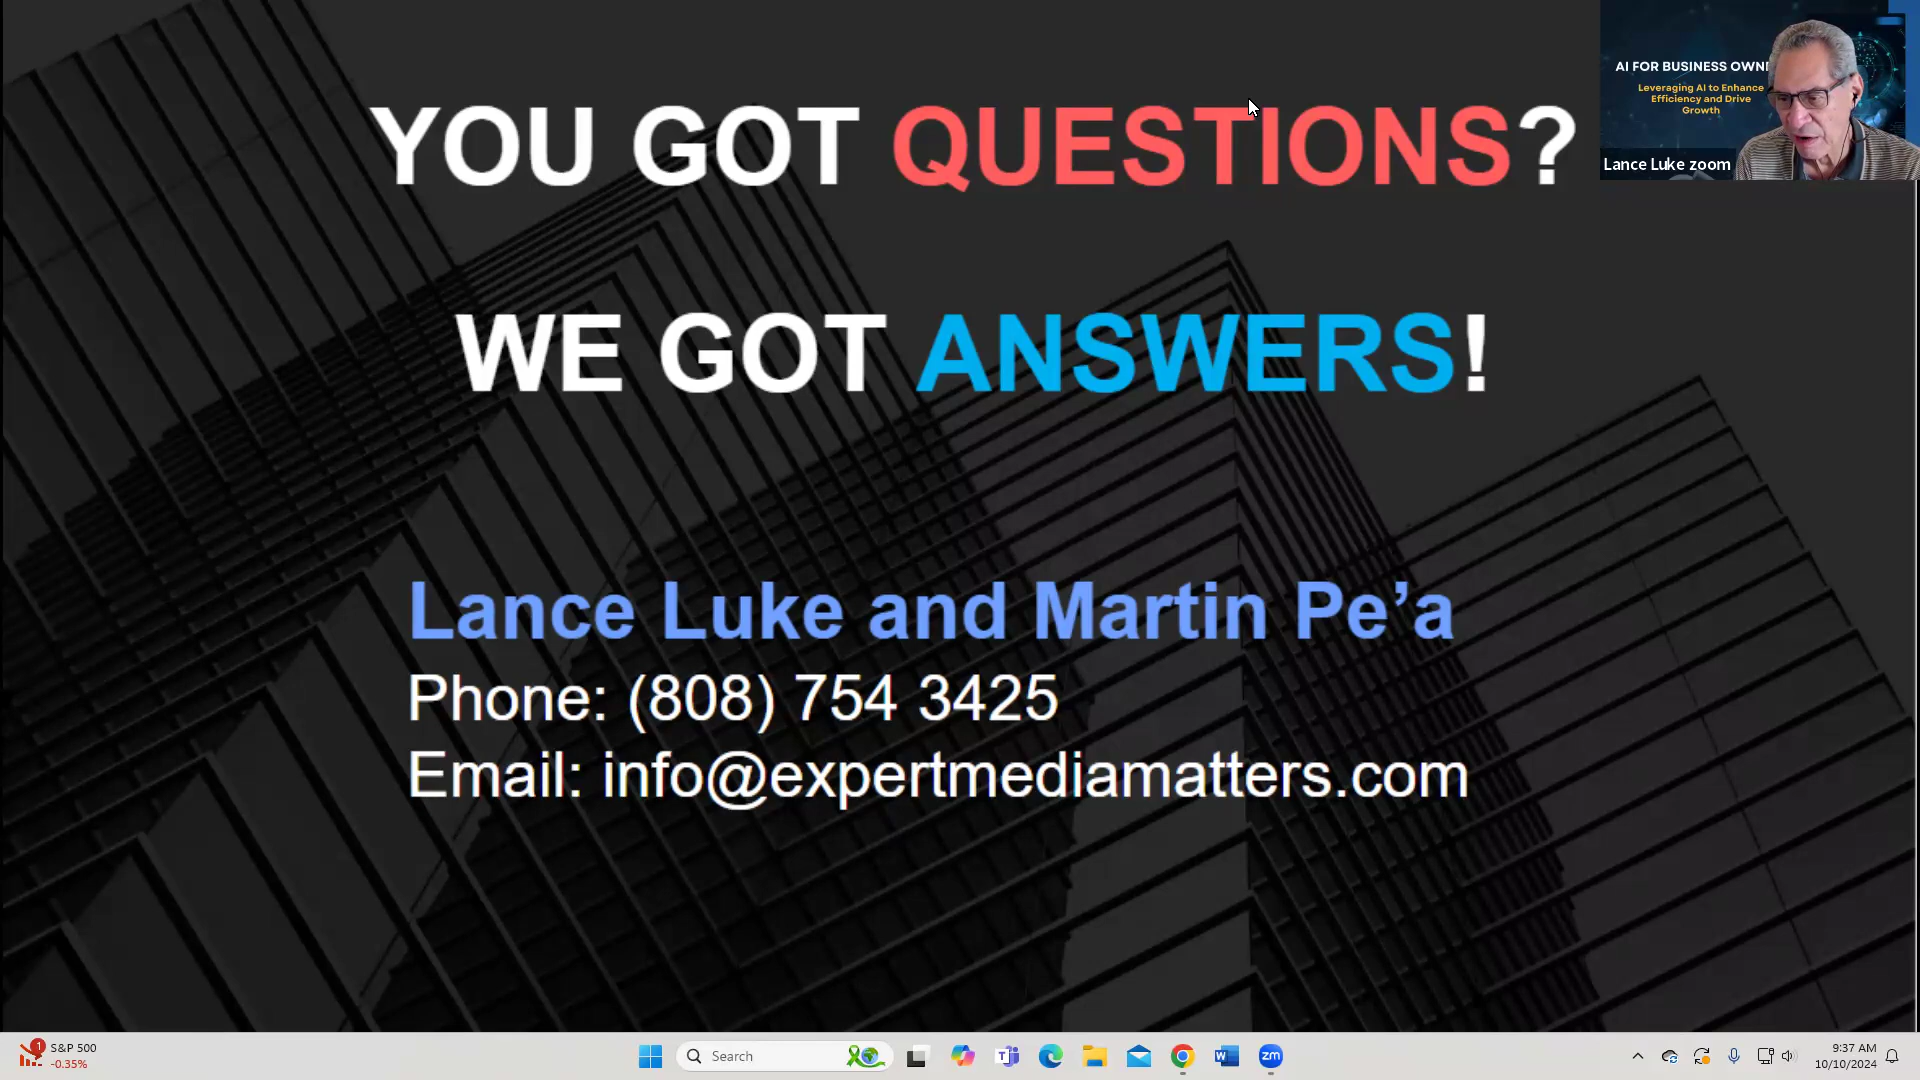 YOU GOT QUESTIONS?
WE GOT ANSWERS!
Lance Luke and Martin Pe’a
Phone: (808) 754 3425
Email: info@expertmediamatters.com
AI FOR BUSINESS
Leveraging AI to Enhance
Efficiency and Drive
Growth
Lance Luke zoom
1
S&P 500
-0.35%
Search
zm
9:37 AM
10/10/2024